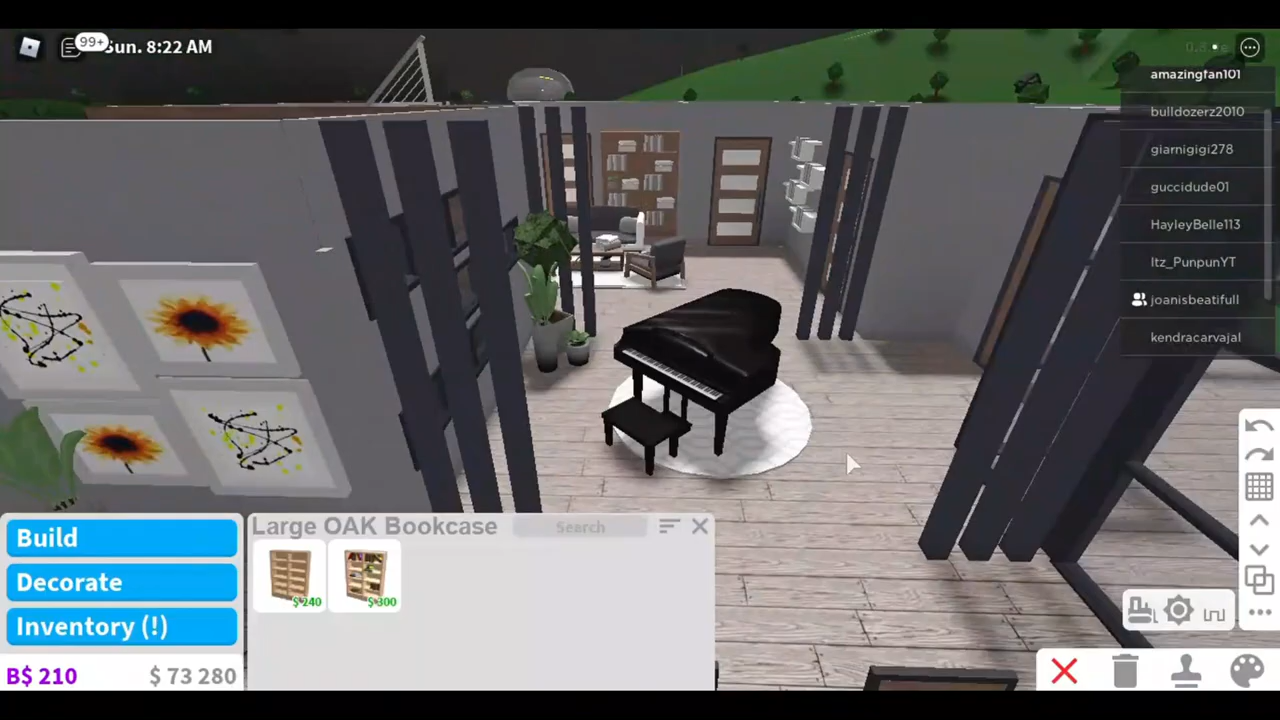 99+
Sun. 8:22 AM
amazingfan101
bulldozerz2010
giarnigigi278
guccidude01
HayleyBelle113
Itz_PunpunYT
joanisbeatifull
kendracarvajal
Build
Decorate
Inventory (!)
B$ 210
$ 73 280
Large OAK Bookcase
Search
$240
$300